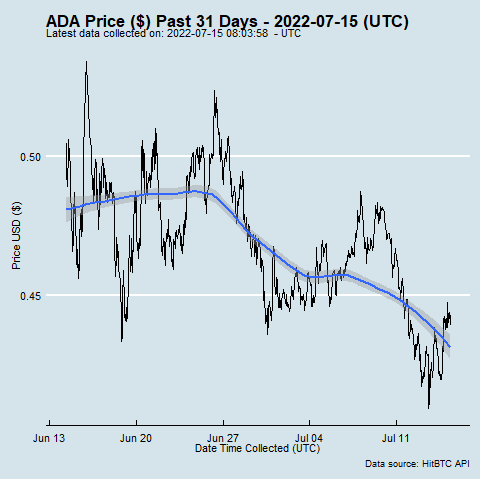 ADA Price ($) Past 31 Days - 2022-07-15 (UTC)
Latest data collected on: 2022-07-15 08:03:58 - UTC
0.50
0.45
Price USD ($)
Jun 13 Jun 20 Jun 27 Jul 04 Jul 11
Date Time Collected (UTC)
Data source: HitBTC API